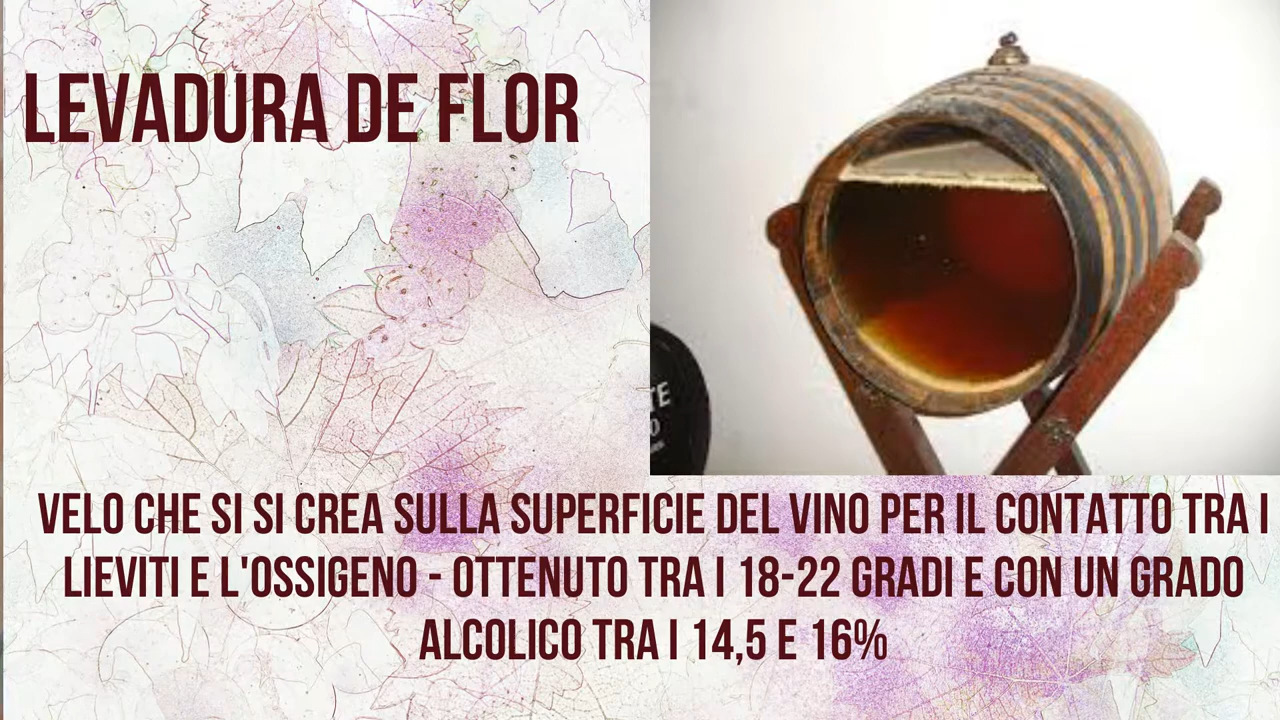 LEVADURA DE FLOR
TE
O
VELO CHE SI SI CREA SULLA SUPERFICIE DEL VINO PER IL CONTATTO TRA I
LIEVITI E L'OSSIGENO - OTTENUTO TRA I 18-22 GRADI E CON UN GRADO
ALCOLICO TRA I 14,5 E 16%